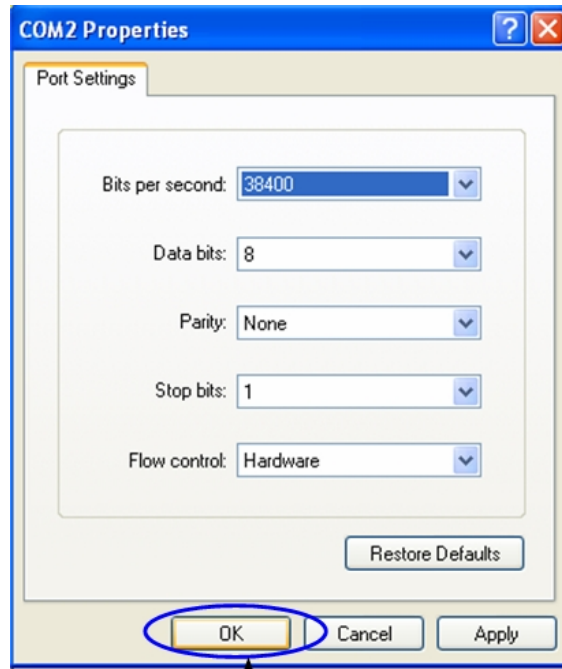 COM2 Properties
Port Settings
Bits per second: 38400
Data bits: 8
Parity: None
Stop bits: 1
Flow control: Hardware
Restore Defaults
OK Cancel Apply